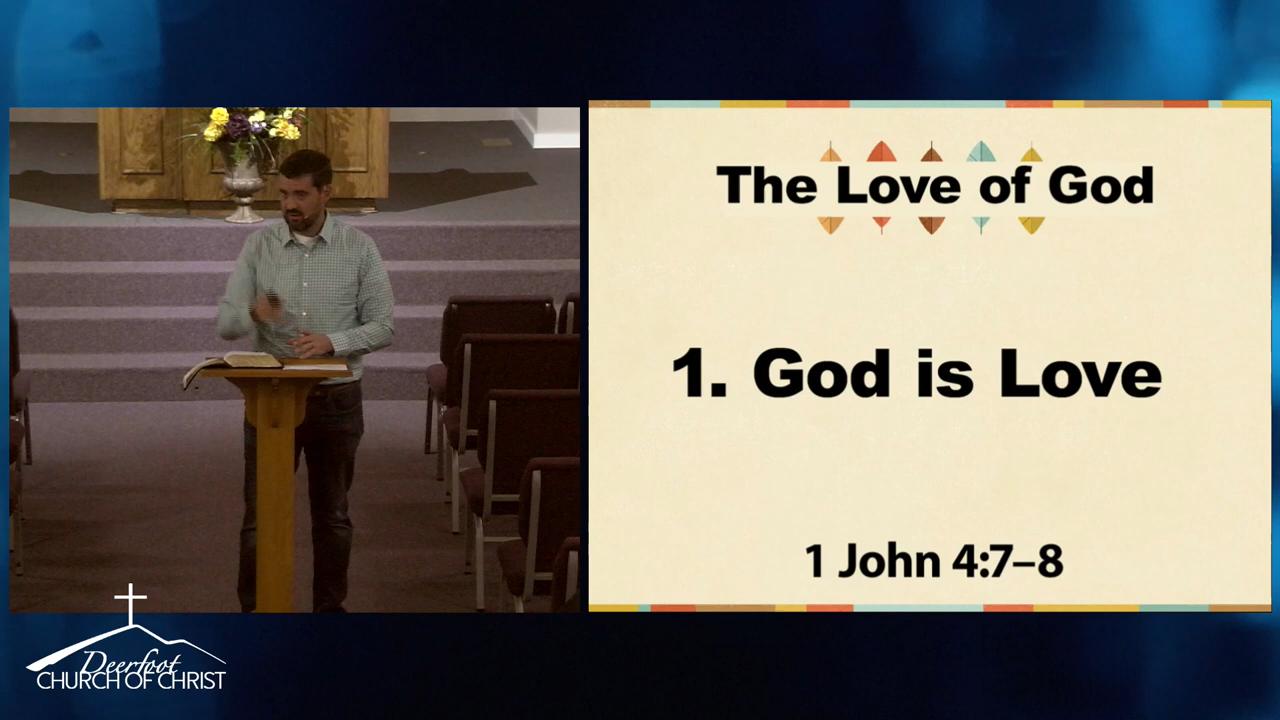 The Love of God
1. God is Love
1 John 4:7–8
Deerfoot
CHURCH OF CHRIST